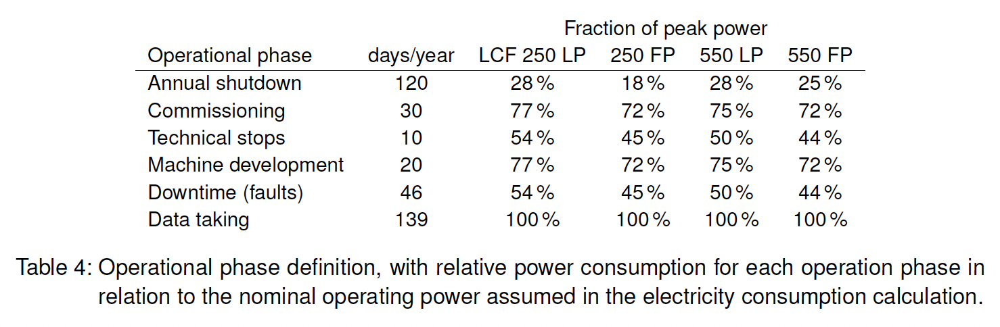 Fraction of peak power
Operational phase days/year LCF 250 LP 250 FP 550 LP 550 FP
Annual shutdown 120 28 % 18 % 28 % 25 %
Commissioning 30 77 % 72 % 75 % 72 %
Technical stops 10 54 % 45 % 50 % 44 %
Machine development 20 77 % 72 % 75 % 72 %
Downtime (faults) 46 54 % 45 % 50 % 44 %
Data taking 139 100 % 100 % 100 % 100 %
Table 4: Operational phase definition, with relative power consumption for each operation phase in
relation to the nominal operating power assumed in the electricity consumption calculation.